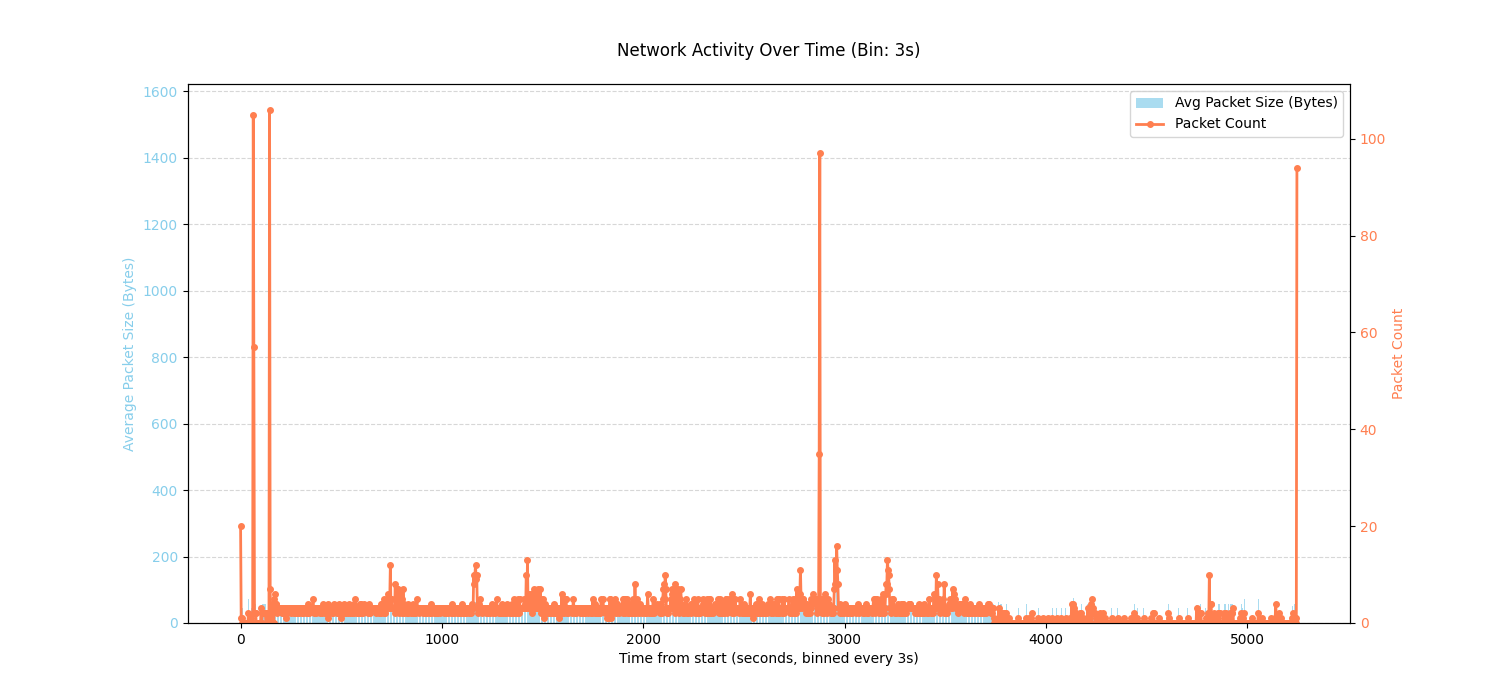 Network Activity Over Time (Bin: 3s)
Avg Packet Size (Bytes)
Packet Count
1600
1400
1200
1000
800
600
400
200
0
Average Packet Size (Bytes)
100
80
60
40
20
0
Packet Count
0 1000 2000 3000 4000 5000
Time from start (seconds, binned every 3s)